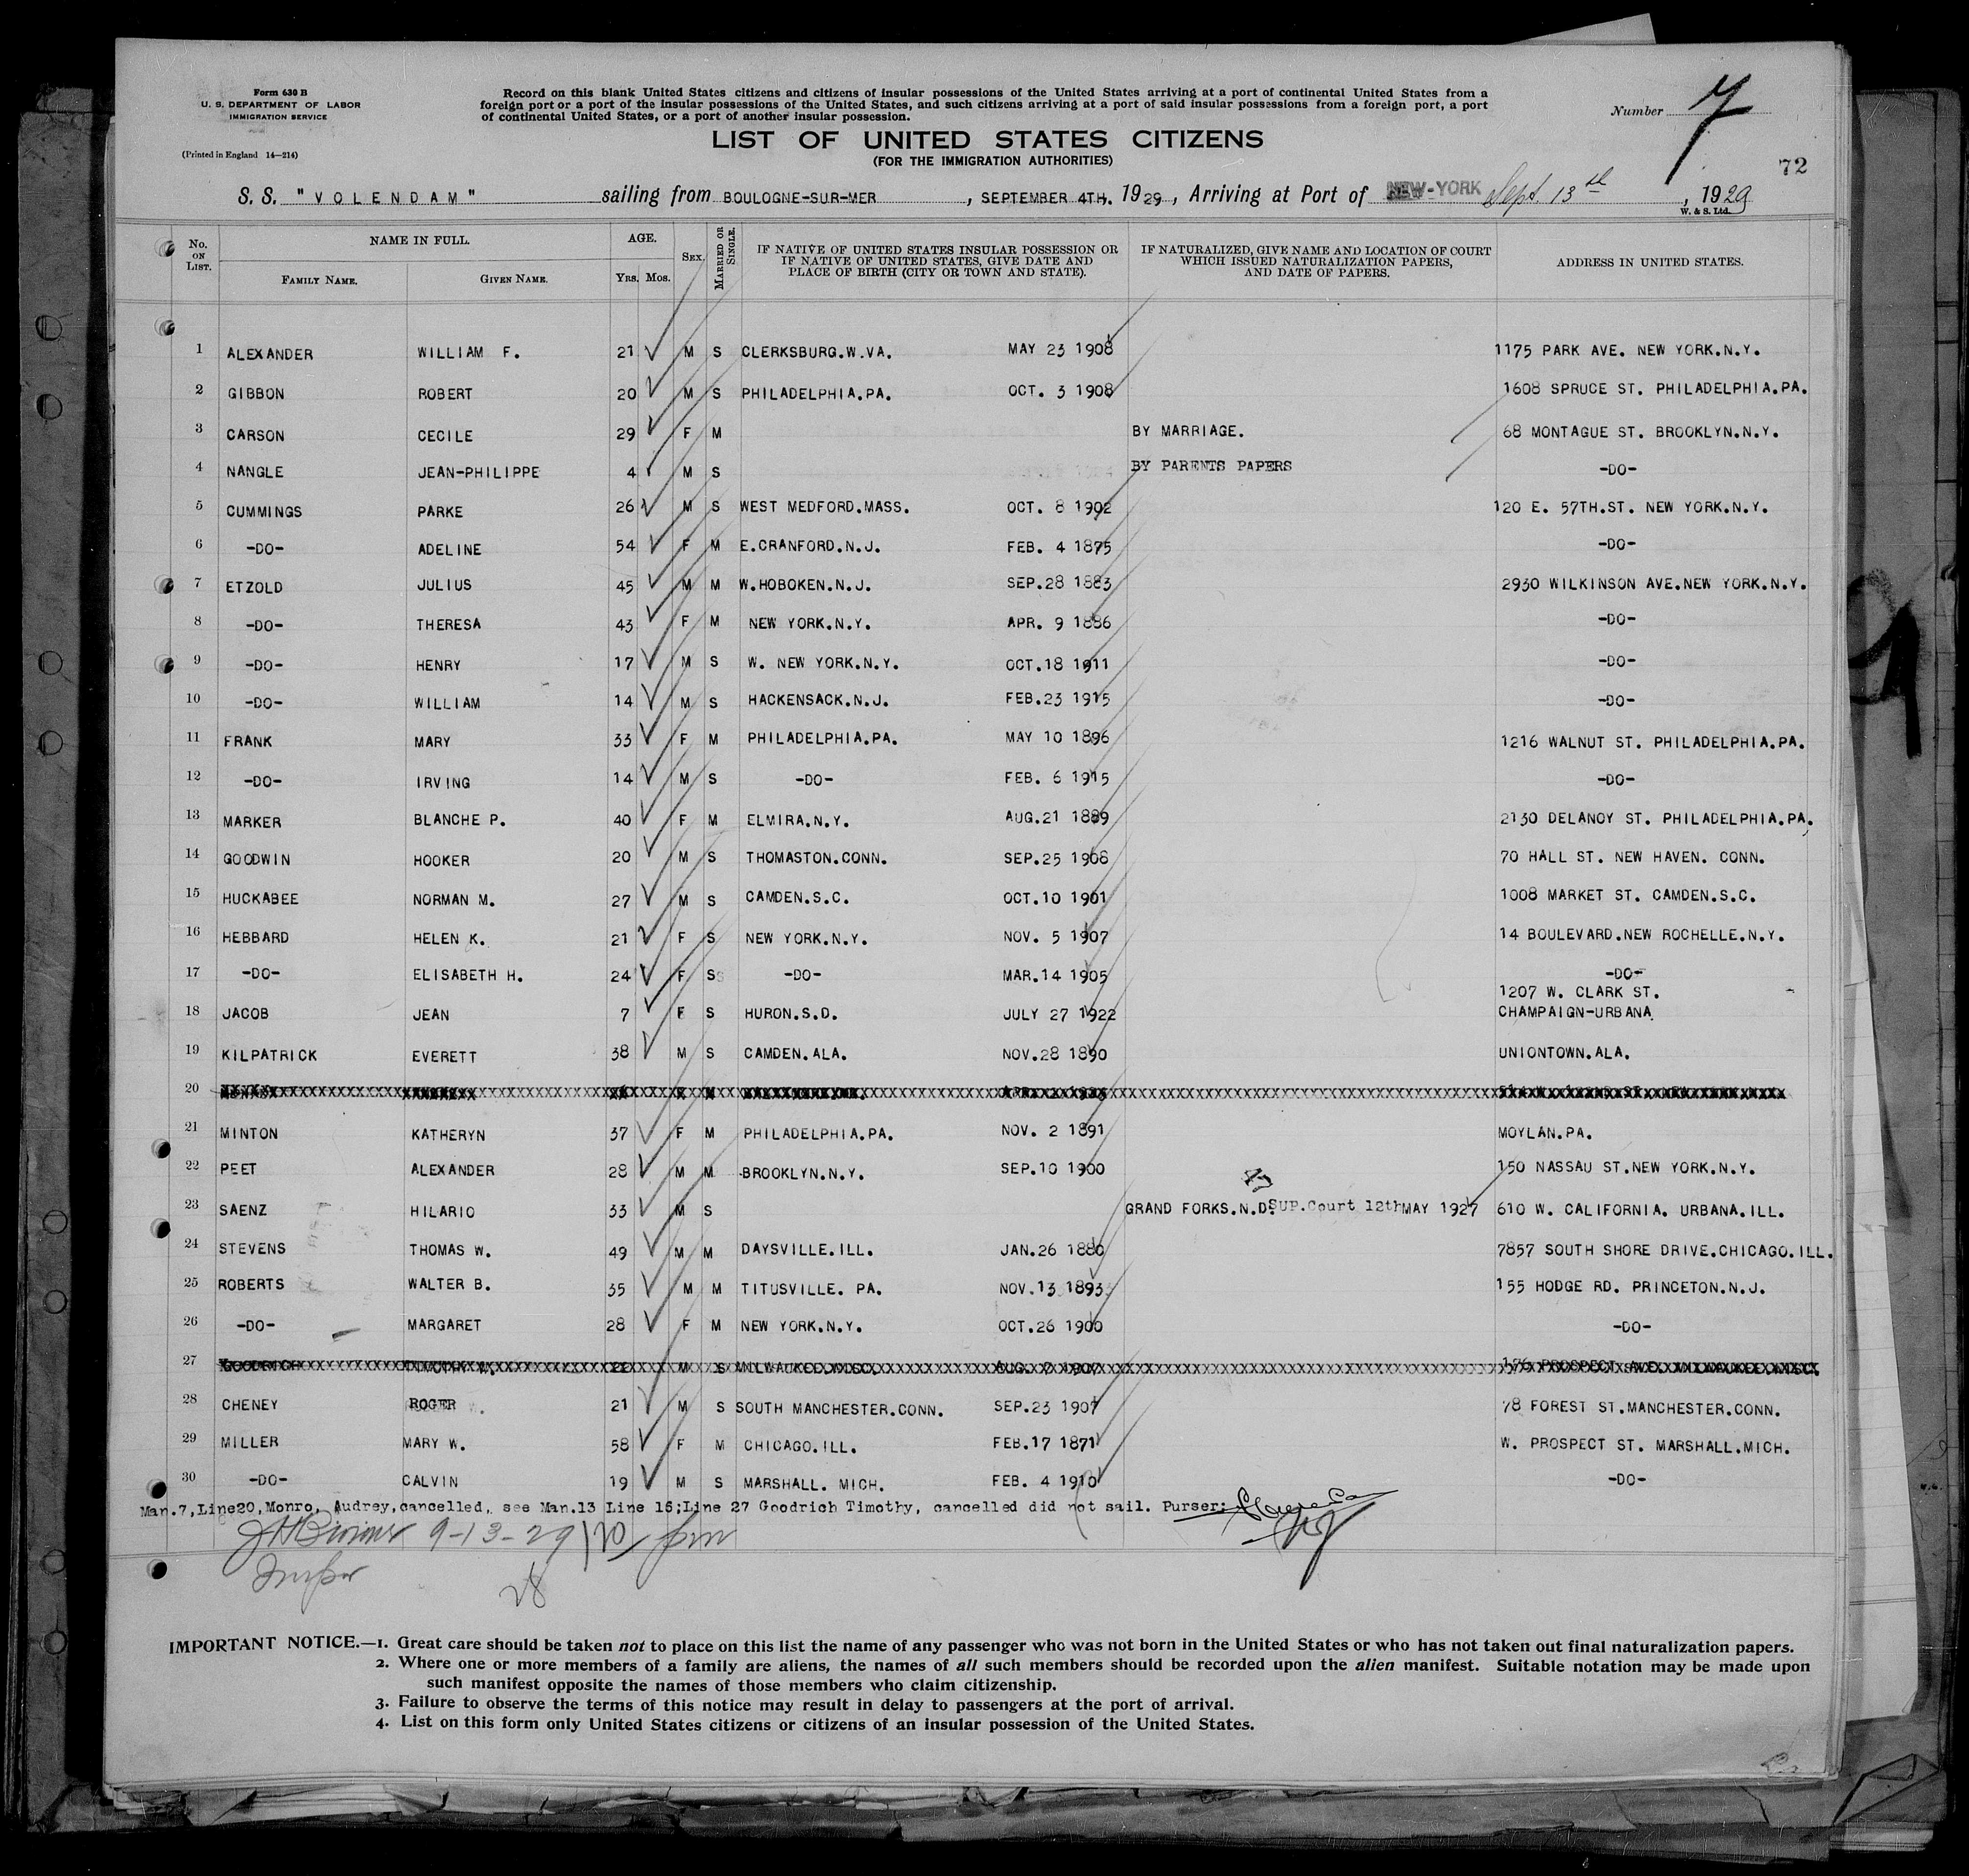 Form 630 B
U. S. DEPARTMENT OF LABOR
IMMIGRATION SERVICE
(Printed in England 14—214)
Record on this blank United States citizens and citizens of insular possessions of the United States arriving at a port of continental United States from a
foreign port or a port of the insular possessions of the United States, and such citizens arriving at a port of said insular possessions from a foreign port, a port
of continental United States, or a port of another insular possession.
Number 7
LIST OF UNITED STATES CITIZENS
(FOR THE IMMIGRATION AUTHORITIES)
72
S. S. "VOLENDAM" sailing from BOULOGNE-SUR-MER, SEPTEMBER 4TH. 1929, Arriving at Port of NEW-YORK Sept. 13th, 1929
W. & S. Ltd.
No. ON LIST. NAME IN FULL. FAMILY NAME. GIVEN NAME. AGE. Yrs. Mos. SEX. MARRIED OR SINGLE. IF NATIVE OF UNITED STATES INSULAR POSSESSION OR IF NATIVE OF UNITED STATES, GIVE DATE AND PLACE OF BIRTH (CITY OR TOWN AND STATE). IF NATURALIZED, GIVE NAME AND LOCATION OF COURT WHICH ISSUED NATURALIZATION PAPERS, AND DATE OF PAPERS. ADDRESS IN UNITED STATES.
1 ALEXANDER WILLIAM F. 21 M S CLERKSBURG.W.VA. MAY 23 1908 1175 PARK AVE. NEW YORK.N.Y.
2 GIBBON ROBERT 20 M S PHILADELPHIA.PA. OCT. 3 1908 1608 SPRUCE ST. PHILADELPHIA.PA.
3 CARSON CECILE 29 F M BY MARRIAGE. 68 MONTAGUE ST. BROOKLYN.N.Y.
4 NANGLE JEAN-PHILIPPE 4 M S BY PARENTS PAPERS -DO-
5 CUMMINGS PARKE 26 M S WEST MEDFORD.MASS. OCT. 8 1902 120 E. 57TH.ST. NEW YORK.N.Y.
6 -DO- ADELINE 54 F M E.CRANFORD.N.J. FEB. 4 1875 -DO-
7 ETZOLD JULIUS 45 M M W.HOBOKEN.N.J. SEP.28 1883 2930 WILKINSON AVE.NEW YORK.N.Y.
8 -DO- THERESA 43 F M NEW YORK.N.Y. APR. 9 1886 -DO-
9 -DO- HENRY 17 M S W. NEW YORK.N.Y. OCT.18 1911 -DO-
10 -DO- WILLIAM 14 M S HACKENSACK.N.J. FEB.23 1915 -DO-
11 FRANK MARY 33 F M PHILADELPHIA.PA. MAY 10 1896 1216 WALNUT ST. PHILADELPHIA.PA.
12 -DO- IRVING 14 M S -DO- FEB. 6 1915 -DO-
13 MARKER BLANCHE P. 40 F M ELMIRA.N.Y. AUG.21 1889 2130 DELANCY ST. PHILADELPHIA.PA.
14 GOODWIN HOOKER 20 M S THOMASTON.CONN. SEP.25 1908 70 HALL ST. NEW HAVEN. CONN.
15 HUCKABEE NORMAN M. 27 M S CAMDEN.S.C. OCT.10 1901 1008 MARKET ST. CAMDEN.S.C.
16 HEBBARD HELEN K. 21 F S NEW YORK.N.Y. NOV. 5 1907 14 BOULEVARD.NEW ROCHELLE.N.Y.
17 -DO- ELISABETH H. 24 F S -DO- MAR.14 1905 -DO-
1207 W. CLARK ST.
18 JACOB JEAN 7 F S HURON.S.D. JULY 27 1922 CHAMPAIGN-URBANA
19 KILPATRICK EVERETT 38 M S CAMDEN.ALA. NOV.28 1890 UNIONTOWN.ALA.
20
21 MINTON KATHERYN 37 F M PHILADELPHIA.PA. NOV. 2 1891 MOYLAN.PA.
22 PEET ALEXANDER 28 M M BROOKLYN.N.Y. SEP.10 1900 150 NASSAU ST.NEW YORK.N.Y.
23 SAENZ HILARIO 33 M S GRAND FORKS.N.D. SUP.Court 12th MAY 1927 610 W. CALIFORNIA. URBANA.ILL.
24 STEVENS THOMAS W. 49 M M DAYSVILLE.ILL. JAN.26 1880 7857 SOUTH SHORE DRIVE.CHICAGO.ILL.
25 ROBERTS WALTER B. 35 M M TITUSVILLE. PA. NOV.13 1893 155 HODGE RD. PRINCETON.N.J.
26 -DO- MARGARET 28 F M NEW YORK.N.Y. OCT.26 1900 -DO-
27 GOODRICH TIMOTHY 22 M S MILWAUKEE.WISC. AUG. 1907 PROSPECT AVE. MILWAUKEE.WISC.
28 CHENEY ROGER 21 M S SOUTH MANCHESTER.CONN. SEP.23 1907 78 FOREST ST.MANCHESTER.CONN.
29 MILLER MARY W. 58 F M CHICAGO.ILL. FEB.17 1871 W. PROSPECT ST. MARSHALL.MICH.
30 -DO- CALVIN 19 M S MARSHALL. MICH. FEB. 4 1910 -DO-
Man.7,Line20,Monro, Audrey,cancelled, see Man.13 Line 15;Line 27 Goodrich Timothy, cancelled did not sail. Purser:
9-13-29
28
IMPORTANT NOTICE.—1. Great care should be taken not to place on this list the name of any passenger who was not born in the United States or who has not taken out final naturalization papers.
2. Where one or more members of a family are aliens, the names of all such members should be recorded upon the alien manifest. Suitable notation may be made upon
such manifest opposite the names of those members who claim citizenship.
3. Failure to observe the terms of this notice may result in delay to passengers at the port of arrival.
4. List on this form only United States citizens or citizens of an insular possession of the United States.